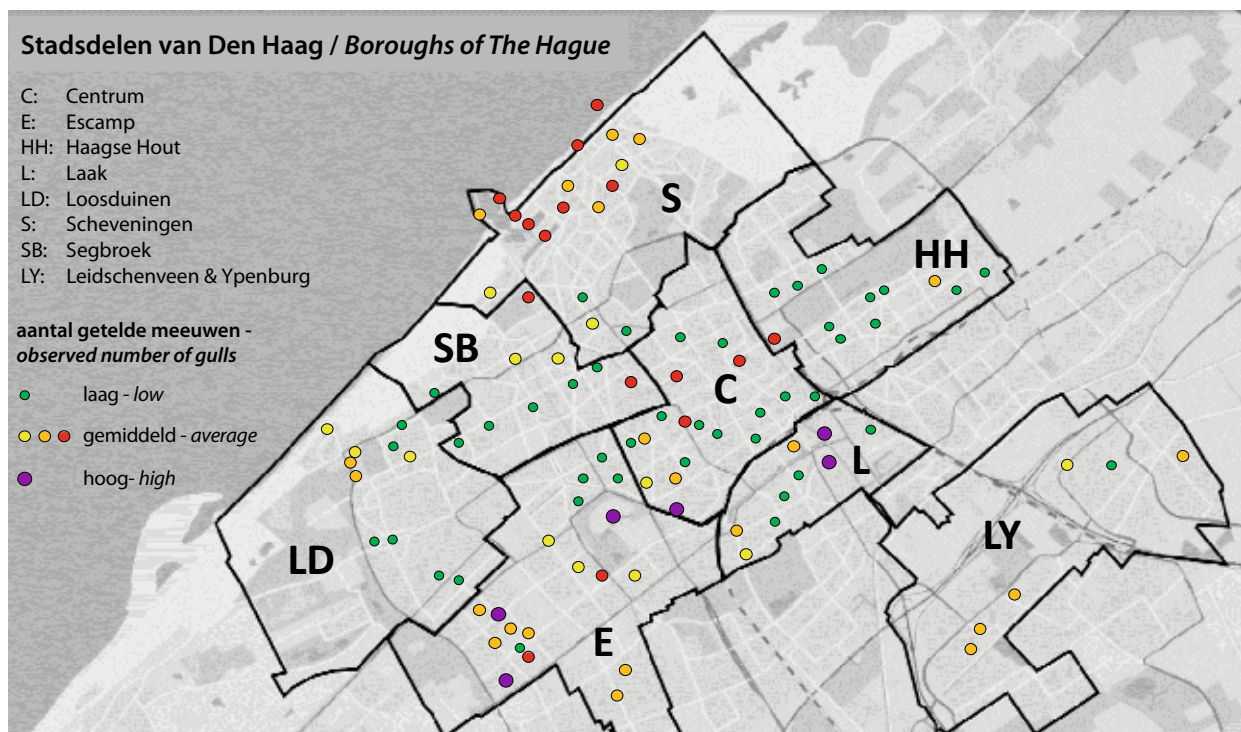 Stadsdelen van Den Haag / Boroughs of The Hague
C: Centrum
E: Escamp
HH: Haagse Hout
L: Laak
LD: Loosduinen
S: Scheveningen
SB: Segbroek
LY: Leidschenveen & Ypenburg
aantal getelde meeuwen -
observed number of gulls
laag - low
gemiddeld - average
hoog- high
S
HH
SB
C
L
LY
LD
E